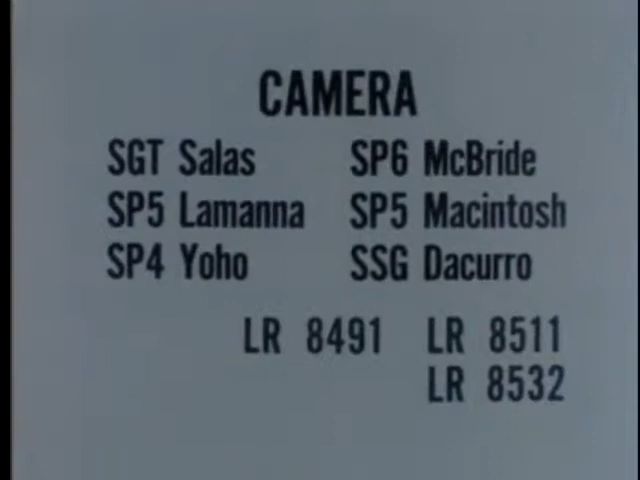 CAMERA
SGT Salas SP6 McBride
SP5 Lamanna SP5 Macintosh
SP4 Yoho SSG Dacurro
LR 8491 LR 8511
LR 8532